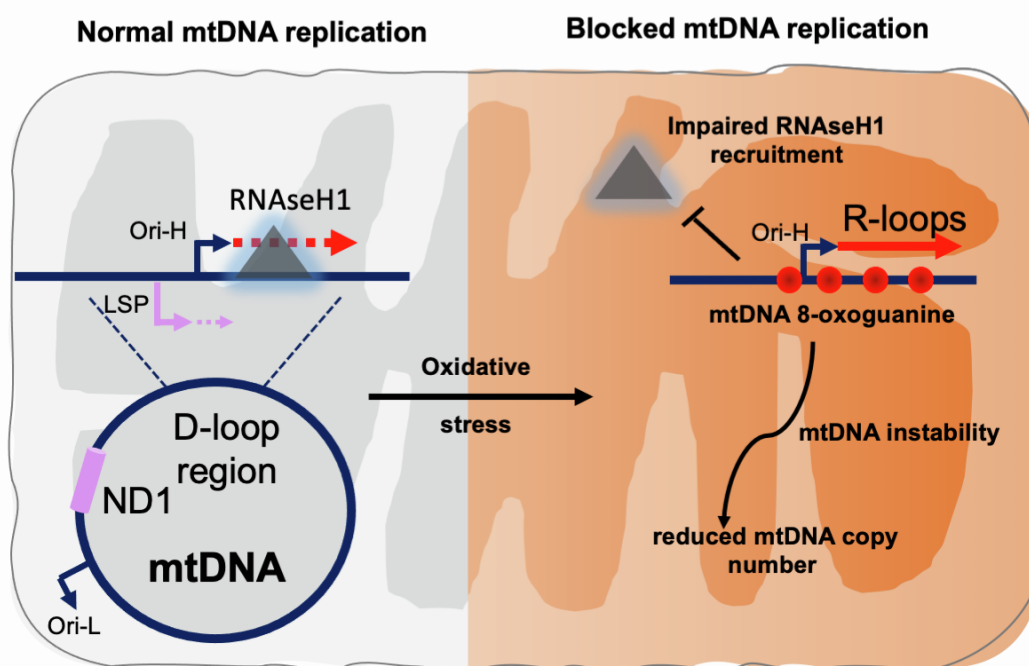 Normal mtDNA replication
Blocked mtDNA replication
RNAseH1
Ori-H
LSP
D-loop
region
ND1
mtDNA
Ori-L
Oxidative
stress
Impaired RNAseH1
recruitment
Ori-H
R-loops
mtDNA 8-oxoguanine
mtDNA instability
reduced mtDNA copy
number